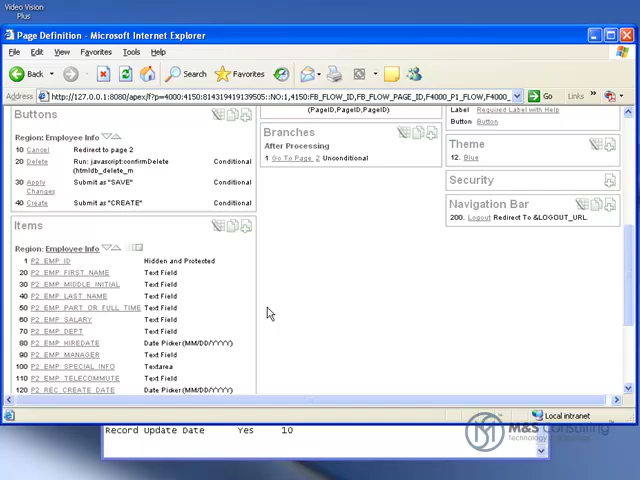 Video Vision
Plus
Page Definition - Microsoft Internet Explorer
File Edit View Favorites Tools Help
Back Search Favorites
Address http://127.0.0.1:8080/apex/f?p=4000:4150:814319419139505::NO:1,4150:FB_FLOW_ID,FB_FLOW_PAGE_ID,F4000_P1_FLOW,F4000_ Go Links »
Buttons
Region: Employee Info
10 Cancel Redirect to page 2
20 Delete Run: javascript:confirmDelete (htmldb_delete_m Conditional
30 Apply Changes Submit as "SAVE" Conditional
40 Create Submit as "CREATE" Conditional
Items
Region: Employee Info
1 P2_EMP_ID Hidden and Protected
20 P2_EMP_FIRST_NAME Text Field
30 P2_EMP_MIDDLE_INITIAL Text Field
40 P2_EMP_LAST_NAME Text Field
50 P2_EMP_PART_OR_FULL_TIME Text Field
60 P2_EMP_SALARY Text Field
70 P2_EMP_DEPT Text Field
80 P2_EMP_HIREDATE Date Picker (MM/DD/YYYY)
90 P2_EMP_MANAGER Text Field
100 P2_EMP_SPECIAL_INFO Textarea
110 P2_EMP_TELECOMMUTE Text Field
120 P2_REC_CREATE_DATE Date Picker (MM/DD/YYYY)
(PageID,PageID,PageID)
Branches
After Processing
1 Go To Page 2 Unconditional
Label Required Label with Help
Button Button
Theme
12. Blue
Security
Navigation Bar
200. Logout Redirect To &LOGOUT_URL.
Local intranet
Record Update Date Yes 10
M&S Consulting